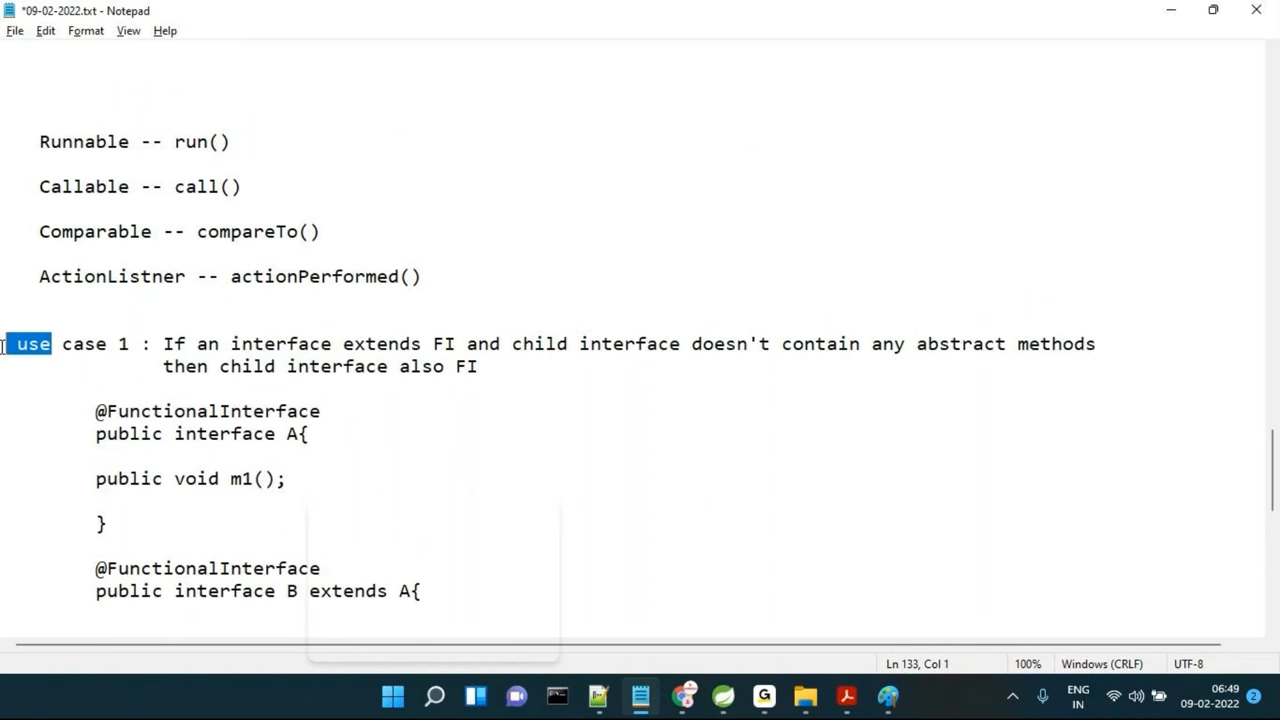 *09-02-2022.txt - Notepad
File Edit Format View Help
Runnable -- run()
Callable -- call()
Comparable -- compareTo()
ActionListner -- actionPerformed()
use case 1 : If an interface extends FI and child interface doesn't contain any abstract methods
then child interface also FI
@FunctionalInterface
public interface A{
public void m1();
}
@FunctionalInterface
public interface B extends A{
Ln 133, Col 1 100% Windows (CRLF) UTF-8
ENG 06:49
IN 09-02-2022 2